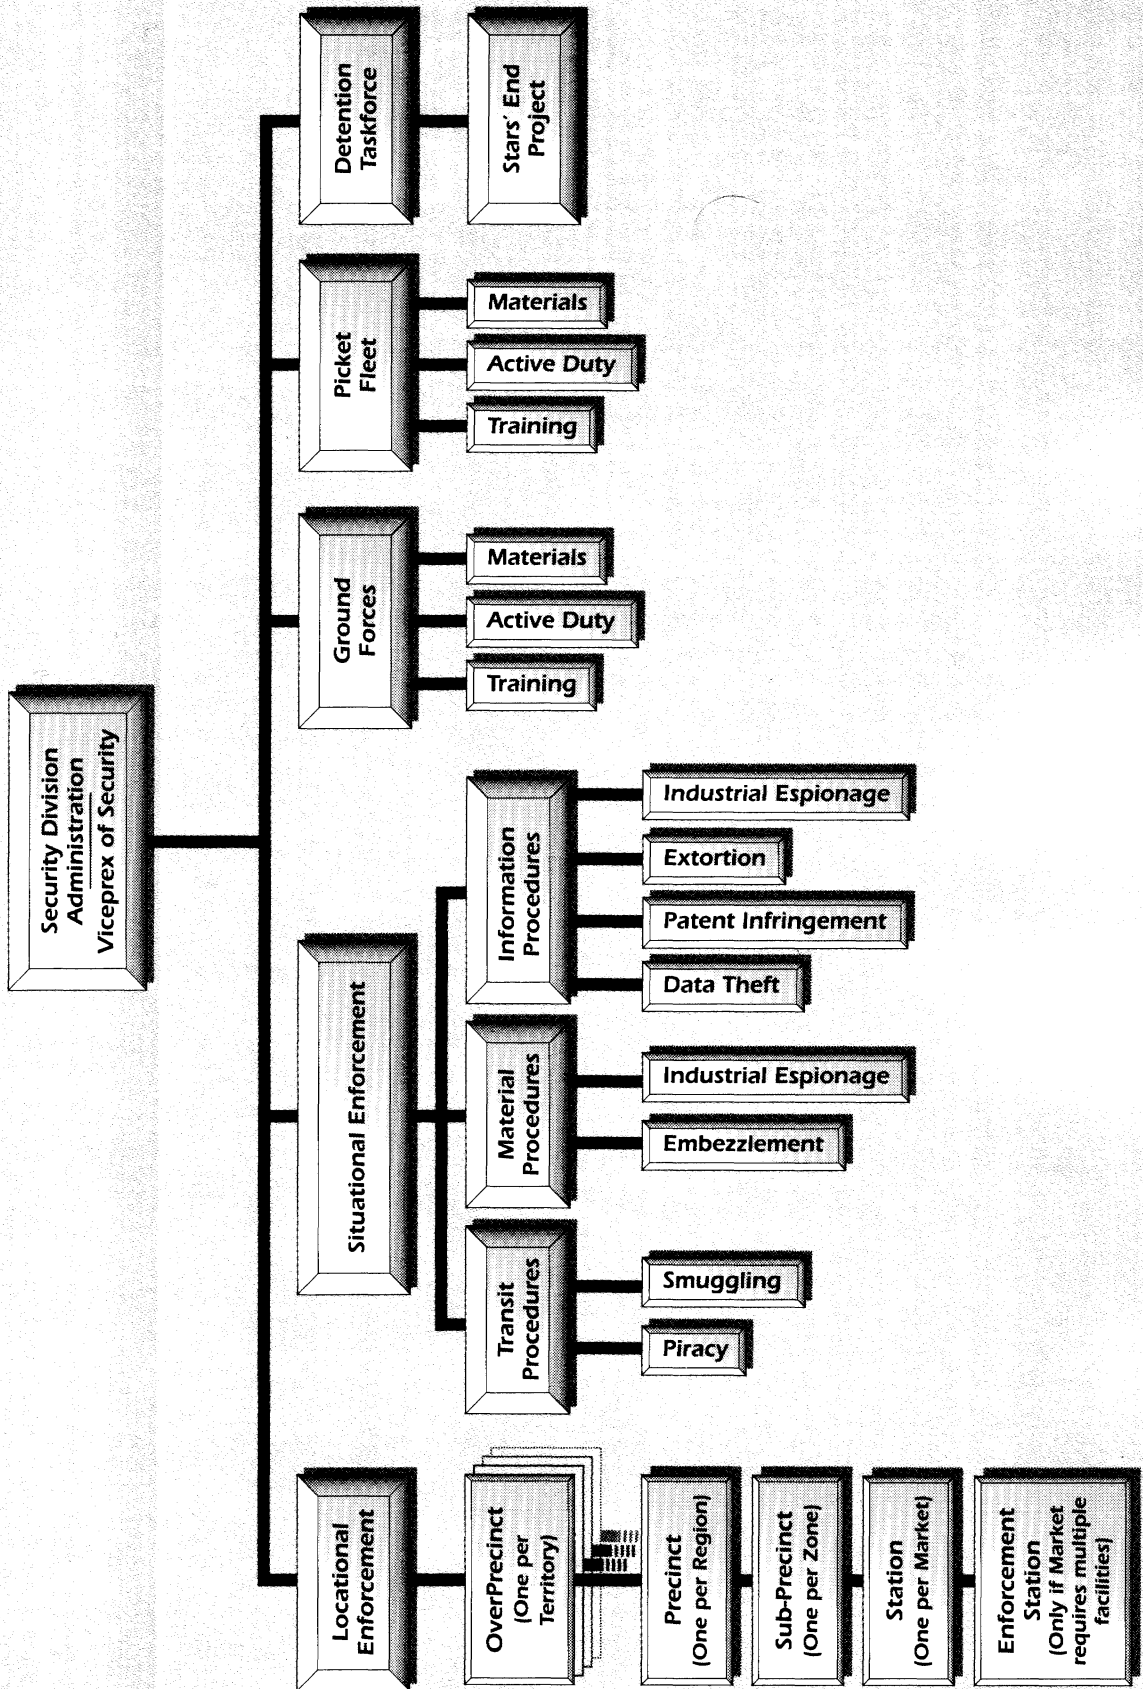 Security Division
Administration
Viceprex of Security
Locational
Enforcement
OverPrecinct
(One per
Territory)
Precinct
(One per Region)
Sub-Precinct
(One per Zone)
Station
(One per Market)
Enforcement
Station
(Only if Market
requires multiple
facilities)
Situational Enforcement
Transit
Procedures
Piracy
Smuggling
Material
Procedures
Embezzlement
Industrial Espionage
Information
Procedures
Data Theft
Patent Infringement
Extortion
Industrial Espionage
Ground
Forces
Training
Active Duty
Materials
Picket
Fleet
Training
Active Duty
Materials
Detention
Taskforce
Stars' End
Project